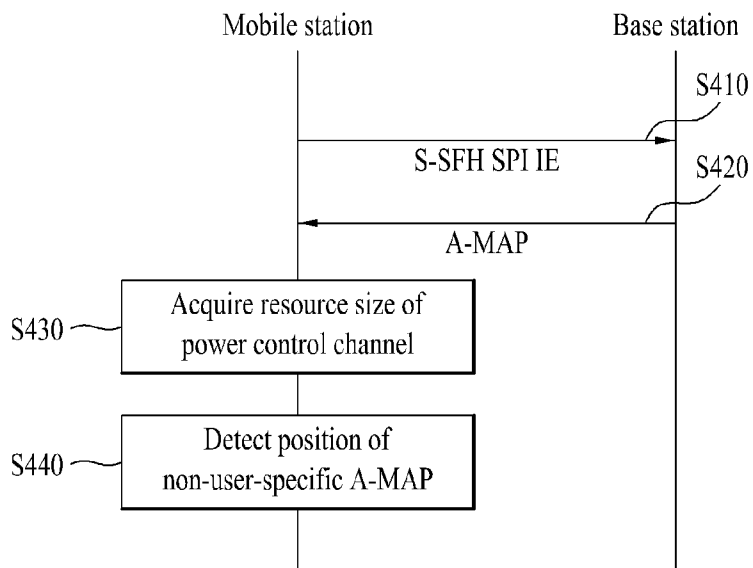 Mobile station
Base station
S410
S-SFH SPI IE
S420
A-MAP
S430
Acquire resource size of
power control channel
S440
Detect position of
non-user-specific A-MAP